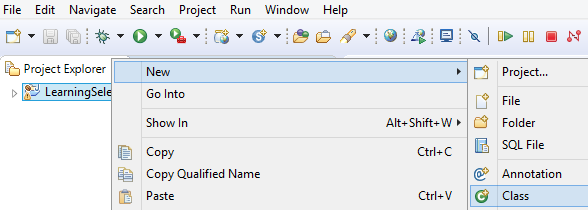 File Edit Navigate Search Project Run Window Help
Project Explorer
LearningSele
New
Go Into
Show In Alt+Shift+W
Copy Ctrl+C
Copy Qualified Name
Paste Ctrl+V
Project...
File
Folder
SQL File
Annotation
Class